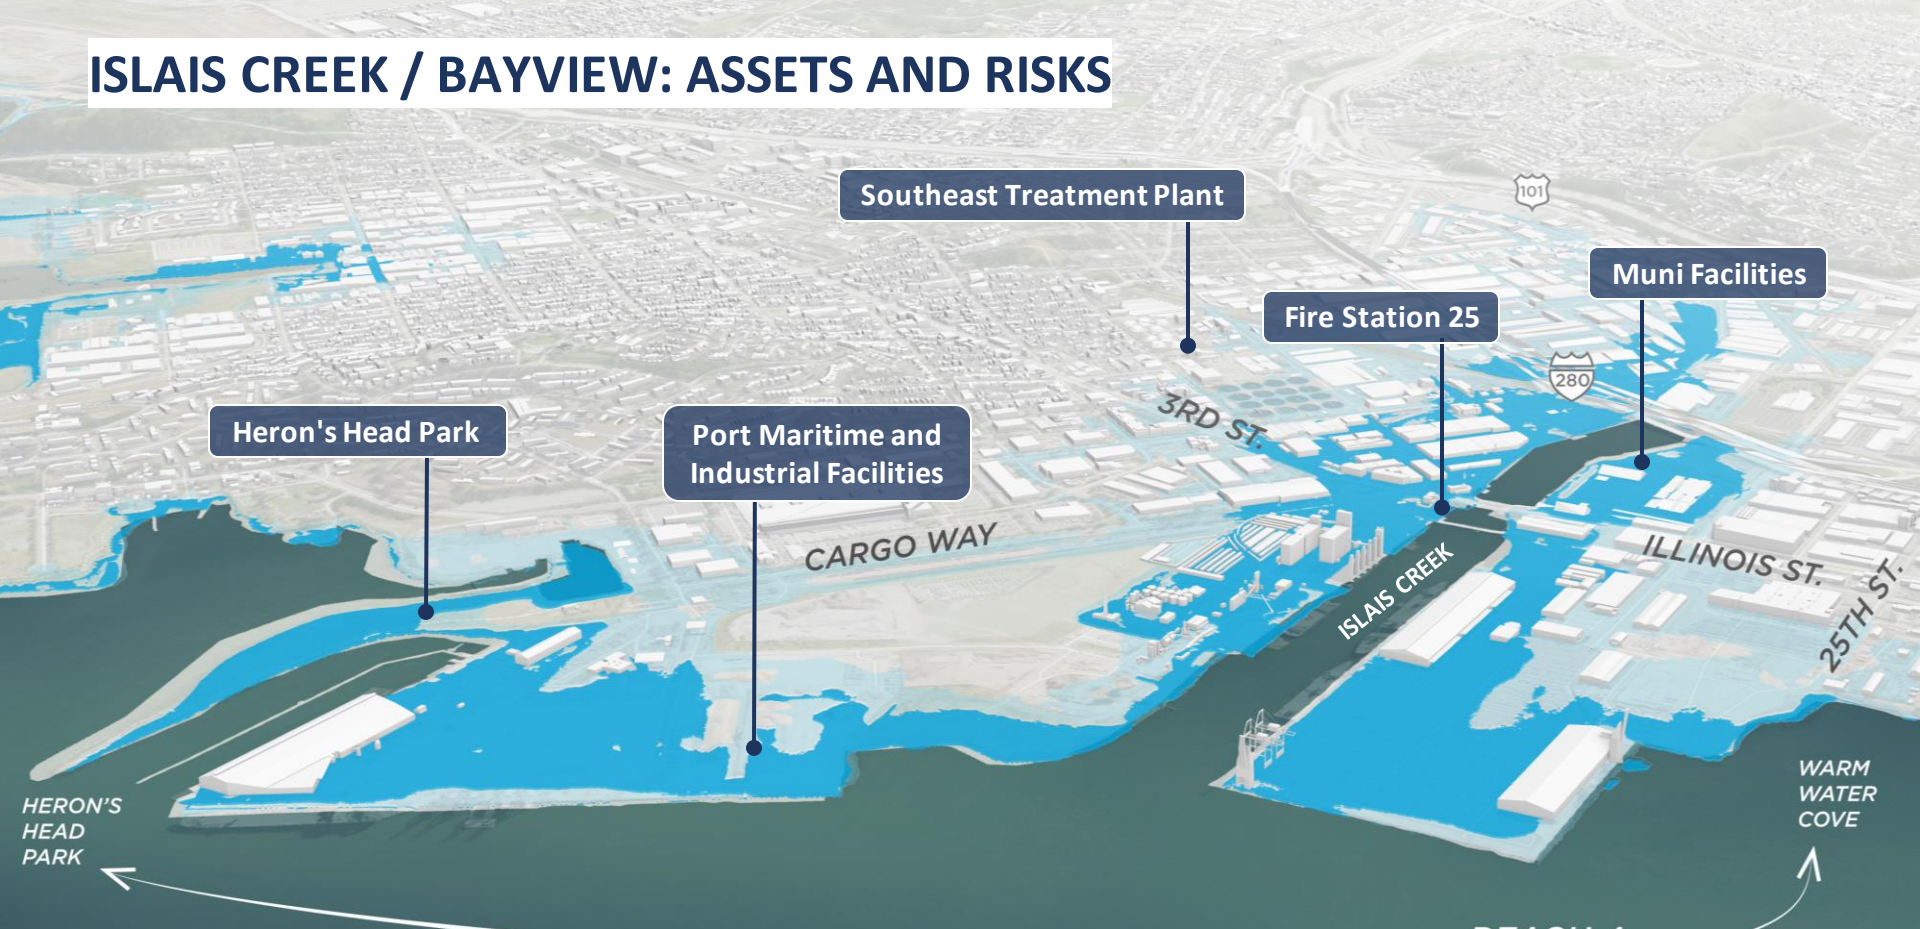 ISLAIS CREEK / BAYVIEW: ASSETS AND RISKS
Southeast Treatment Plant
101
Muni Facilities
Fire Station 25
280
3RD ST.
Heron's Head Park
Port Maritime and
Industrial Facilities
CARGO WAY
ISLAIS CREEK
ILLINOIS ST.
25TH ST.
HERON'S
HEAD
PARK
WARM
WATER
COVE